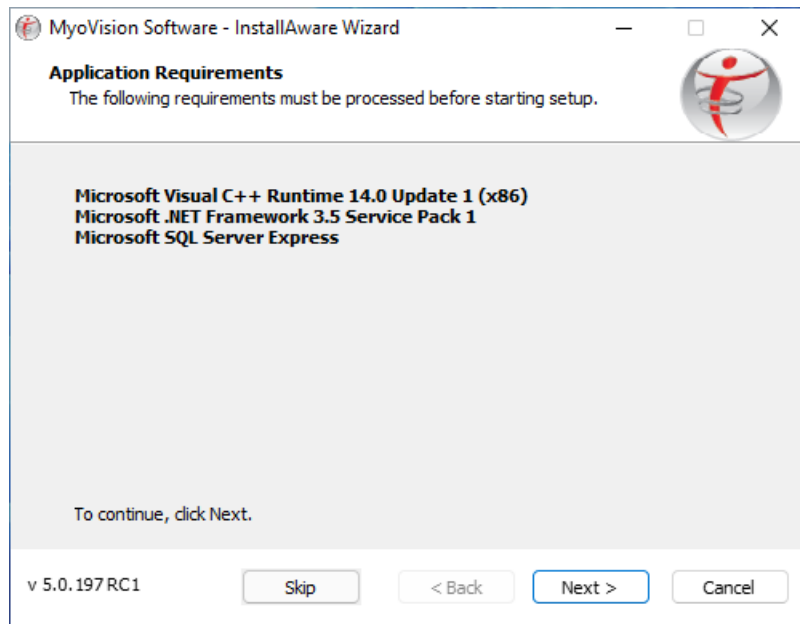 MyoVision Software - InstallAware Wizard
Application Requirements
The following requirements must be processed before starting setup.
Microsoft Visual C++ Runtime 14.0 Update 1 (x86)
Microsoft .NET Framework 3.5 Service Pack 1
Microsoft SQL Server Express
To continue, click Next.
v 5.0.197 RC1
Skip
< Back
Next >
Cancel